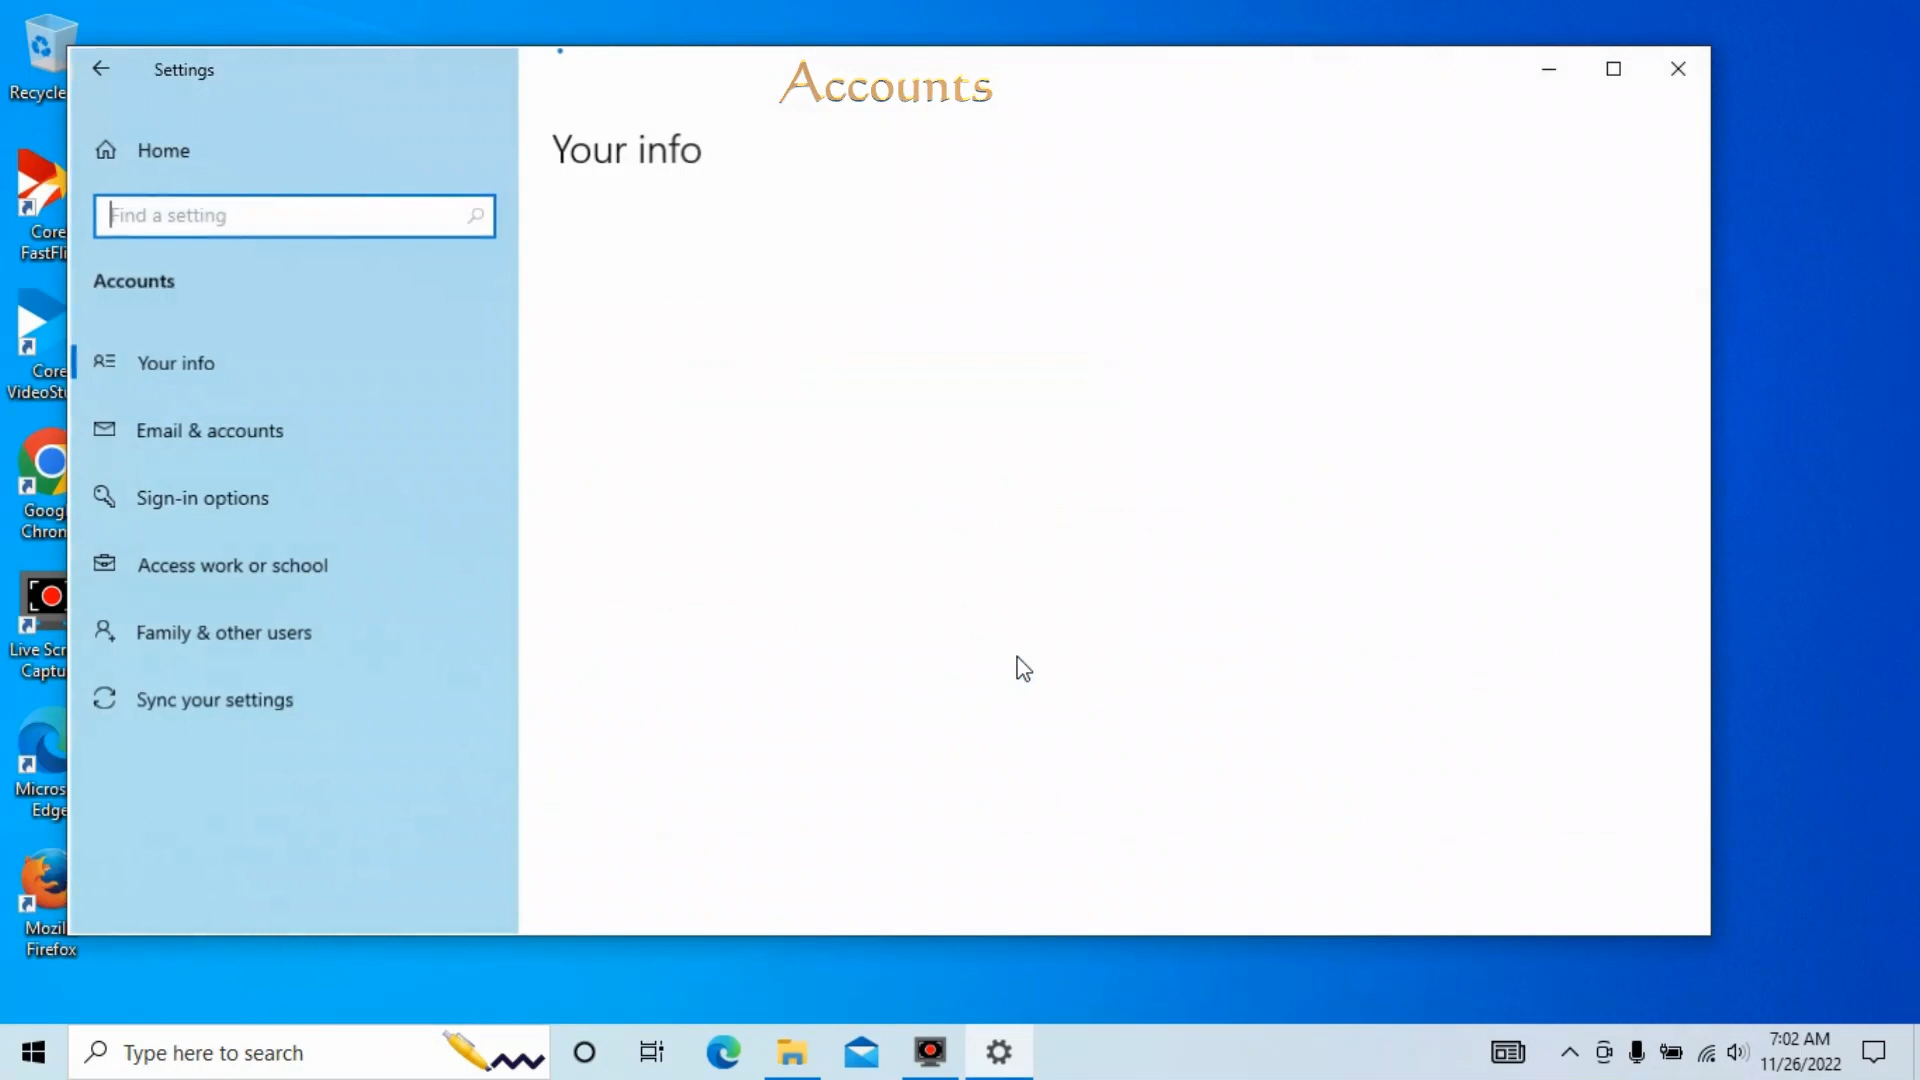 Recycle
Core
FastFli
Core
VideoStu
Goog
Chron
Live Scr
Captu
Micros
Edge
Mozil
Firefox
Settings
Home
Find a setting
Accounts
Your info
Email & accounts
Sign-in options
Access work or school
Family & other users
Sync your settings
Accounts
Your info
Type here to search
7:02 AM
11/26/2022